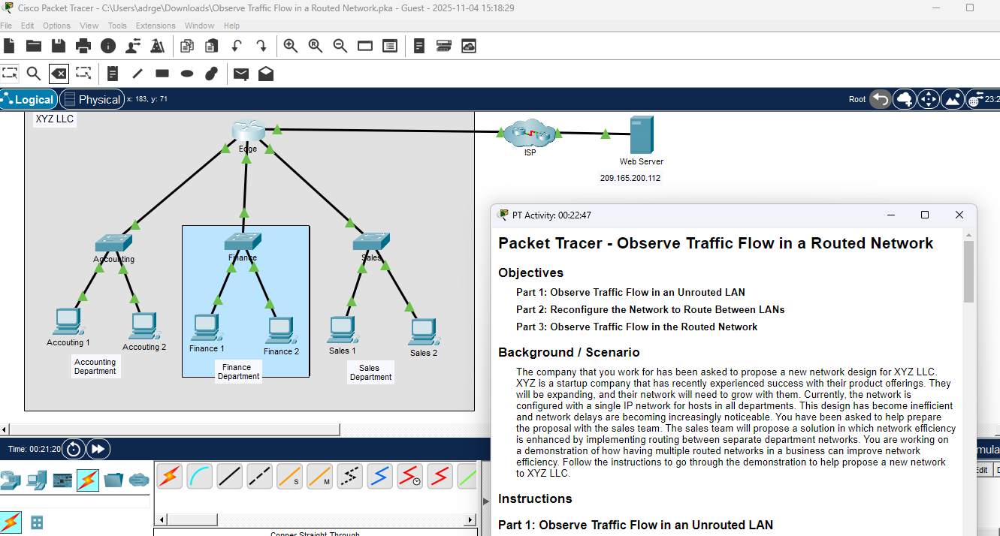 Cisco Packet Tracer - C:\Users\adrge\Downloads\Observe Traffic Flow in a Routed Network.pka - Guest - 2025-11-04 15:18:29
File Edit Options View Tools Extensions Window Help
Logical Physical x: 183, y: 71 Root 23:2
XYZ LLC
Edge
ISP
Web Server
209.165.200.112
Accouting
Finance
Sales
Accouting 1
Accouting 2
Finance 1
Finance 2
Sales 1
Sales 2
Accounting
Department
Finance
Department
Sales
Department
Time: 00:21:20
S
M
Copper Straight-Through
PT Activity: 00:22:47
Packet Tracer - Observe Traffic Flow in a Routed Network
Objectives
Part 1: Observe Traffic Flow in an Unrouted LAN
Part 2: Reconfigure the Network to Route Between LANs
Part 3: Observe Traffic Flow in the Routed Network
Background / Scenario
The company that you work for has been asked to propose a new network design for XYZ LLC.
XYZ is a startup company that has recently experienced success with their product offerings. They
will be expanding, and their network will need to grow with them. Currently, the network is
configured with a single IP network for hosts in all departments. This design has become inefficient
and network delays are becoming increasingly noticeable. You have been asked to help prepare
the proposal with the sales team. The sales team will propose a solution in which network efficiency
is enhanced by implementing routing between separate department networks. You are working on
a demonstration of how having multiple routed networks in a business can improve network
efficiency. Follow the instructions to go through the demonstration to help propose a new network
to XYZ LLC.
Instructions
Part 1: Observe Traffic Flow in an Unrouted LAN
mula
Edit